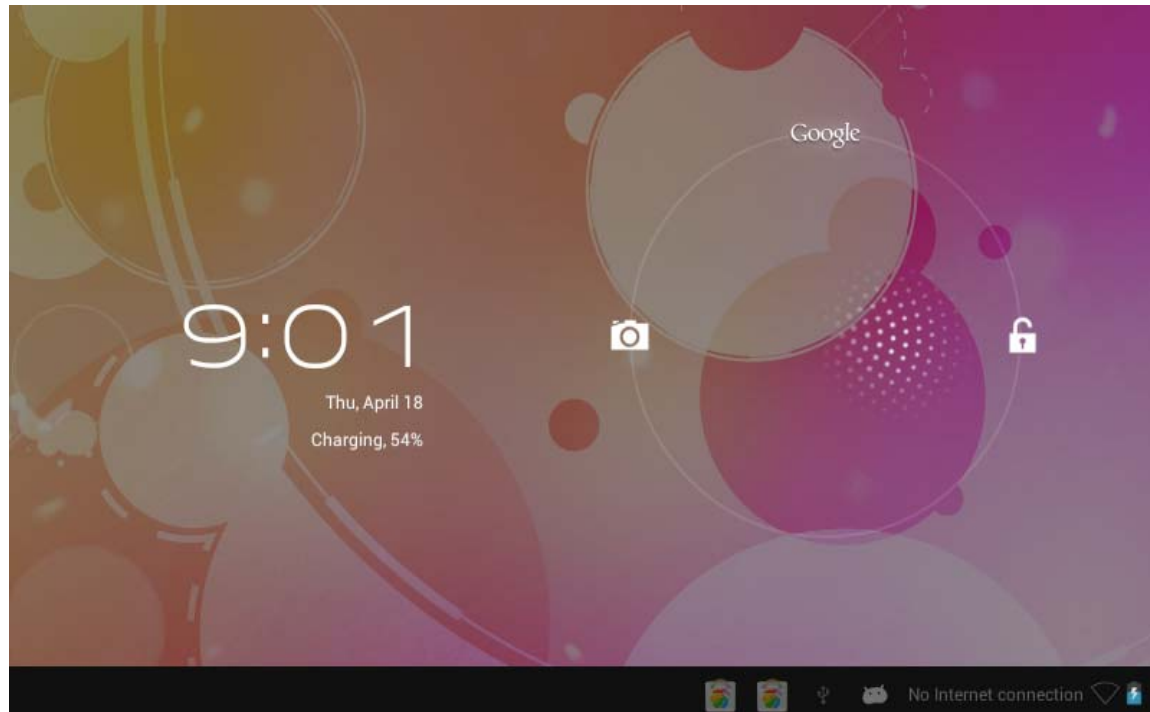 Google
9:01
Thu, April 18
Charging, 54%
No Internet connection